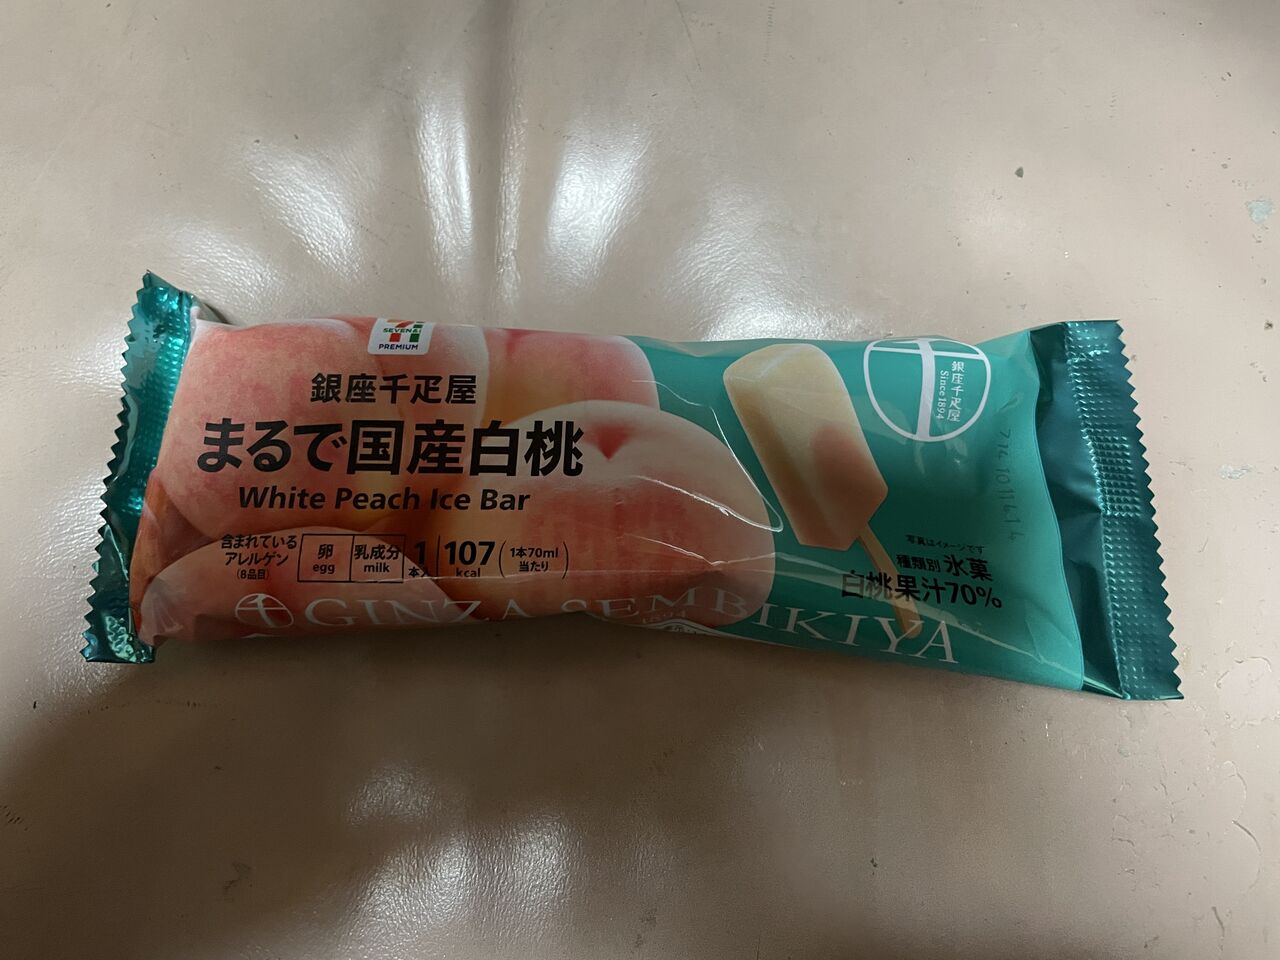 SEVEN&i
PREMIUM
銀座千疋屋
まるで国産白桃
White Peach Ice Bar
含まれている
アレルゲン
(8品目)
卵
egg
乳成分
milk
1
本入
107
kcal
(1本70ml
当たり)
GINZA SEMBIKIYA
銀座千疋屋
Since 1894
写真はイメージです
種類別 氷菓
白桃果汁70%